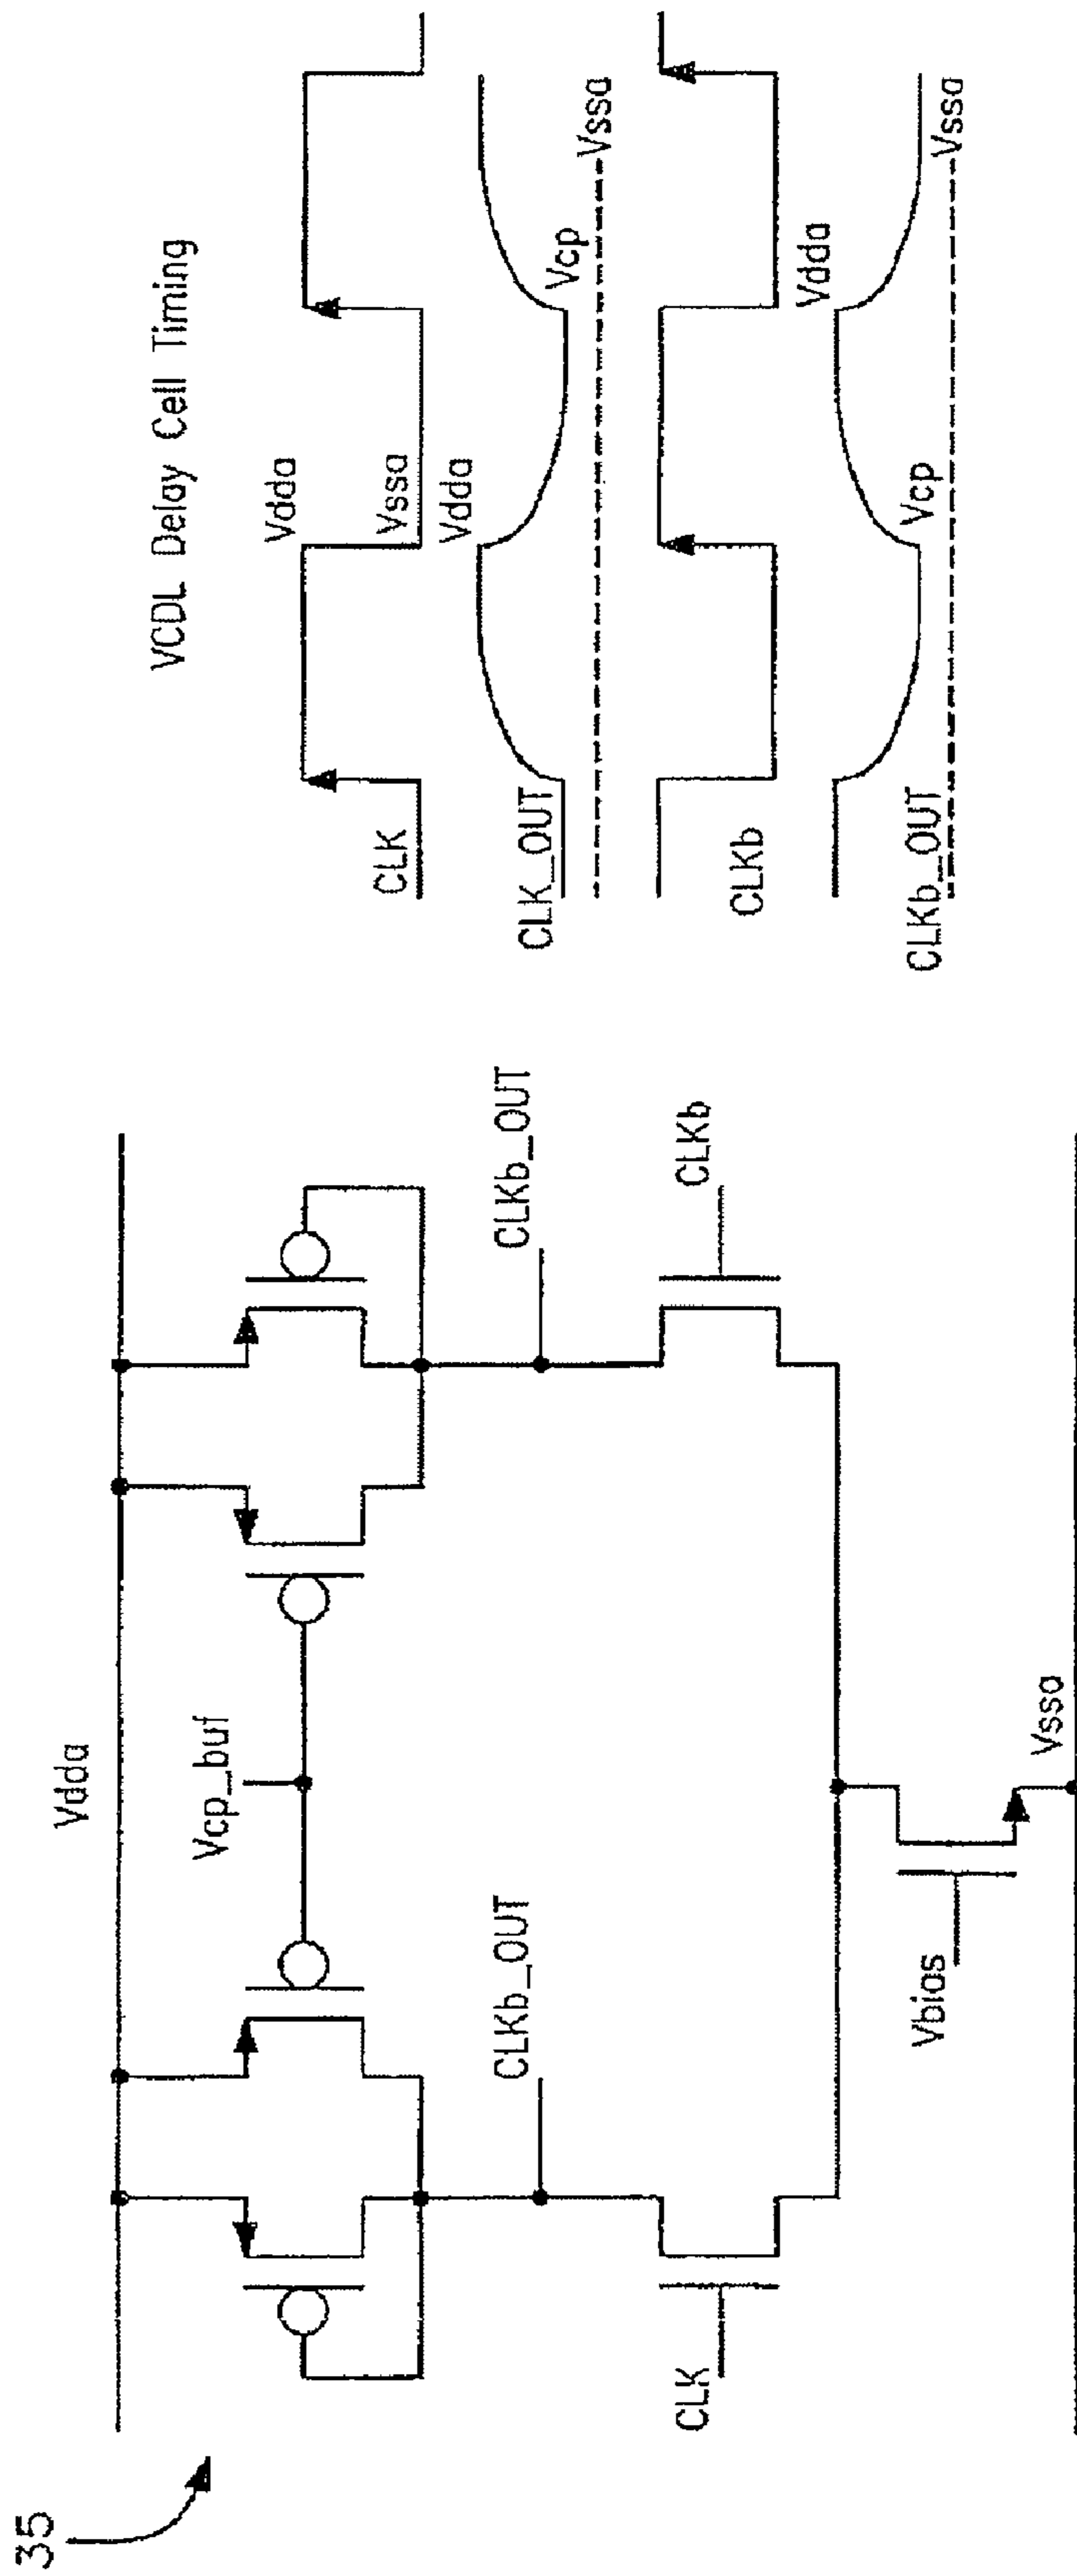 35
Vdda
Vcp_buf
CLKb_OUT
CLKb_OUT
CLK
CLKb
Vbias
Vssa
VCDL Delay Cell Timing
Vdda
CLK
Vssa
Vdda
CLK_OUT
Vcp
Vssa
CLKb
Vdda
Vcp
CLKb_OUT
Vssa